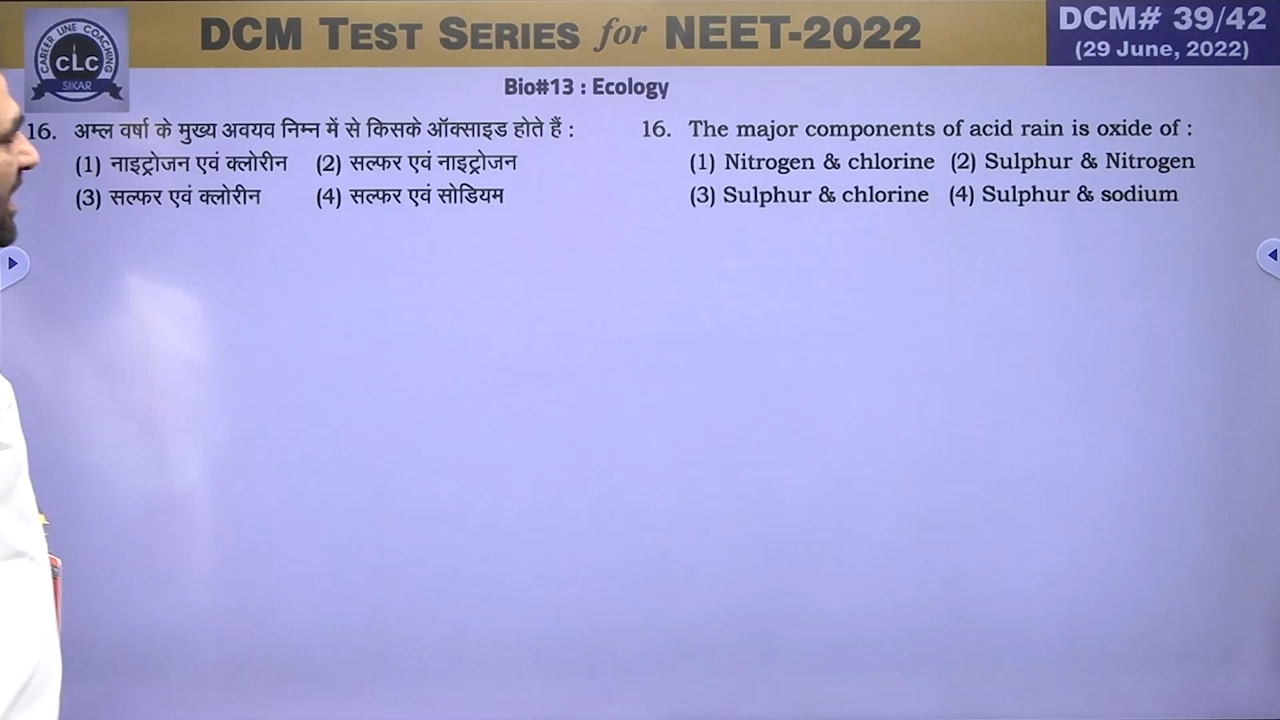 CAREER LINE COACHING
CLC
SIKAR
DCM TEST SERIES for NEET-2022
DCM# 39/42
(29 June, 2022)
Bio#13 : Ecology
16. अम्ल वर्षा के मुख्य अवयव निम्न में से किसके ऑक्साइड होते हैं :
(1) नाइट्रोजन एवं क्लोरीन (2) सल्फर एवं नाइट्रोजन
(3) सल्फर एवं क्लोरीन (4) सल्फर एवं सोडियम
16. The major components of acid rain is oxide of :
(1) Nitrogen & chlorine (2) Sulphur & Nitrogen
(3) Sulphur & chlorine (4) Sulphur & sodium